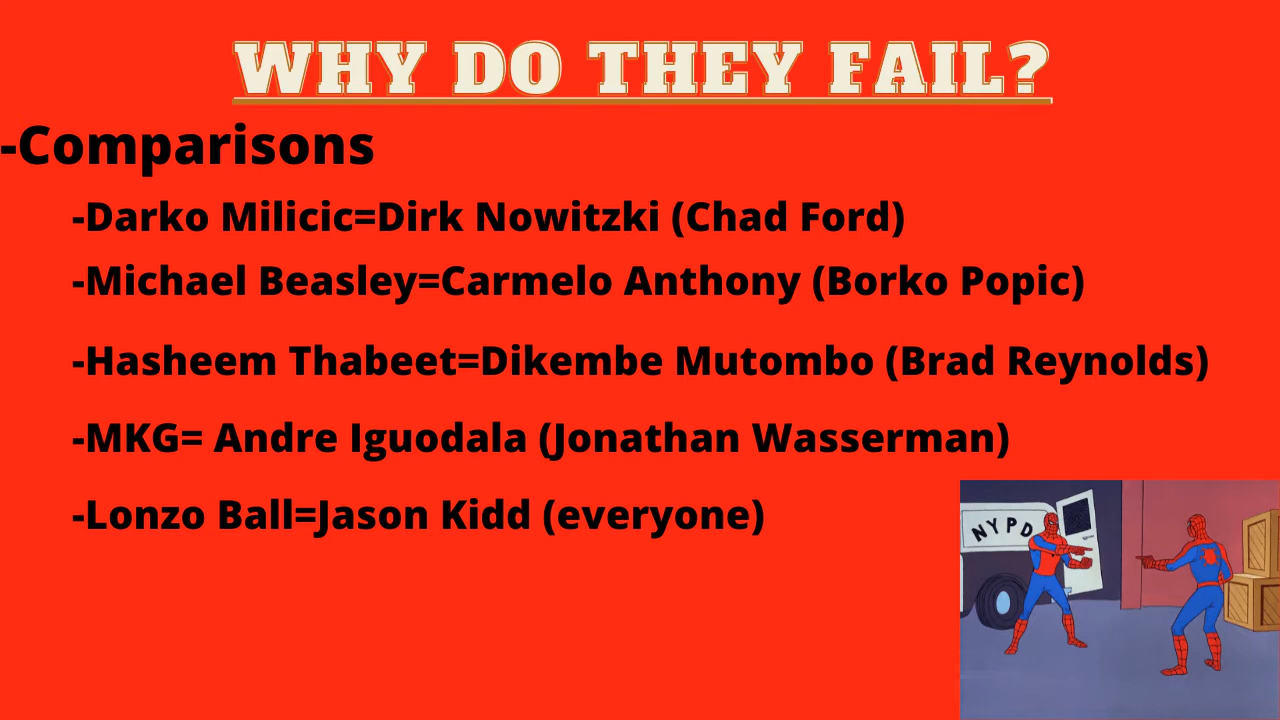 WHY DO THEY FAIL?
-Comparisons
-Darko Milicic=Dirk Nowitzki (Chad Ford)
-Michael Beasley=Carmelo Anthony (Borko Popic)
-Hasheem Thabeet=Dikembe Mutombo (Brad Reynolds)
-MKG= Andre Iguodala (Jonathan Wasserman)
-Lonzo Ball=Jason Kidd (everyone)
NYPD